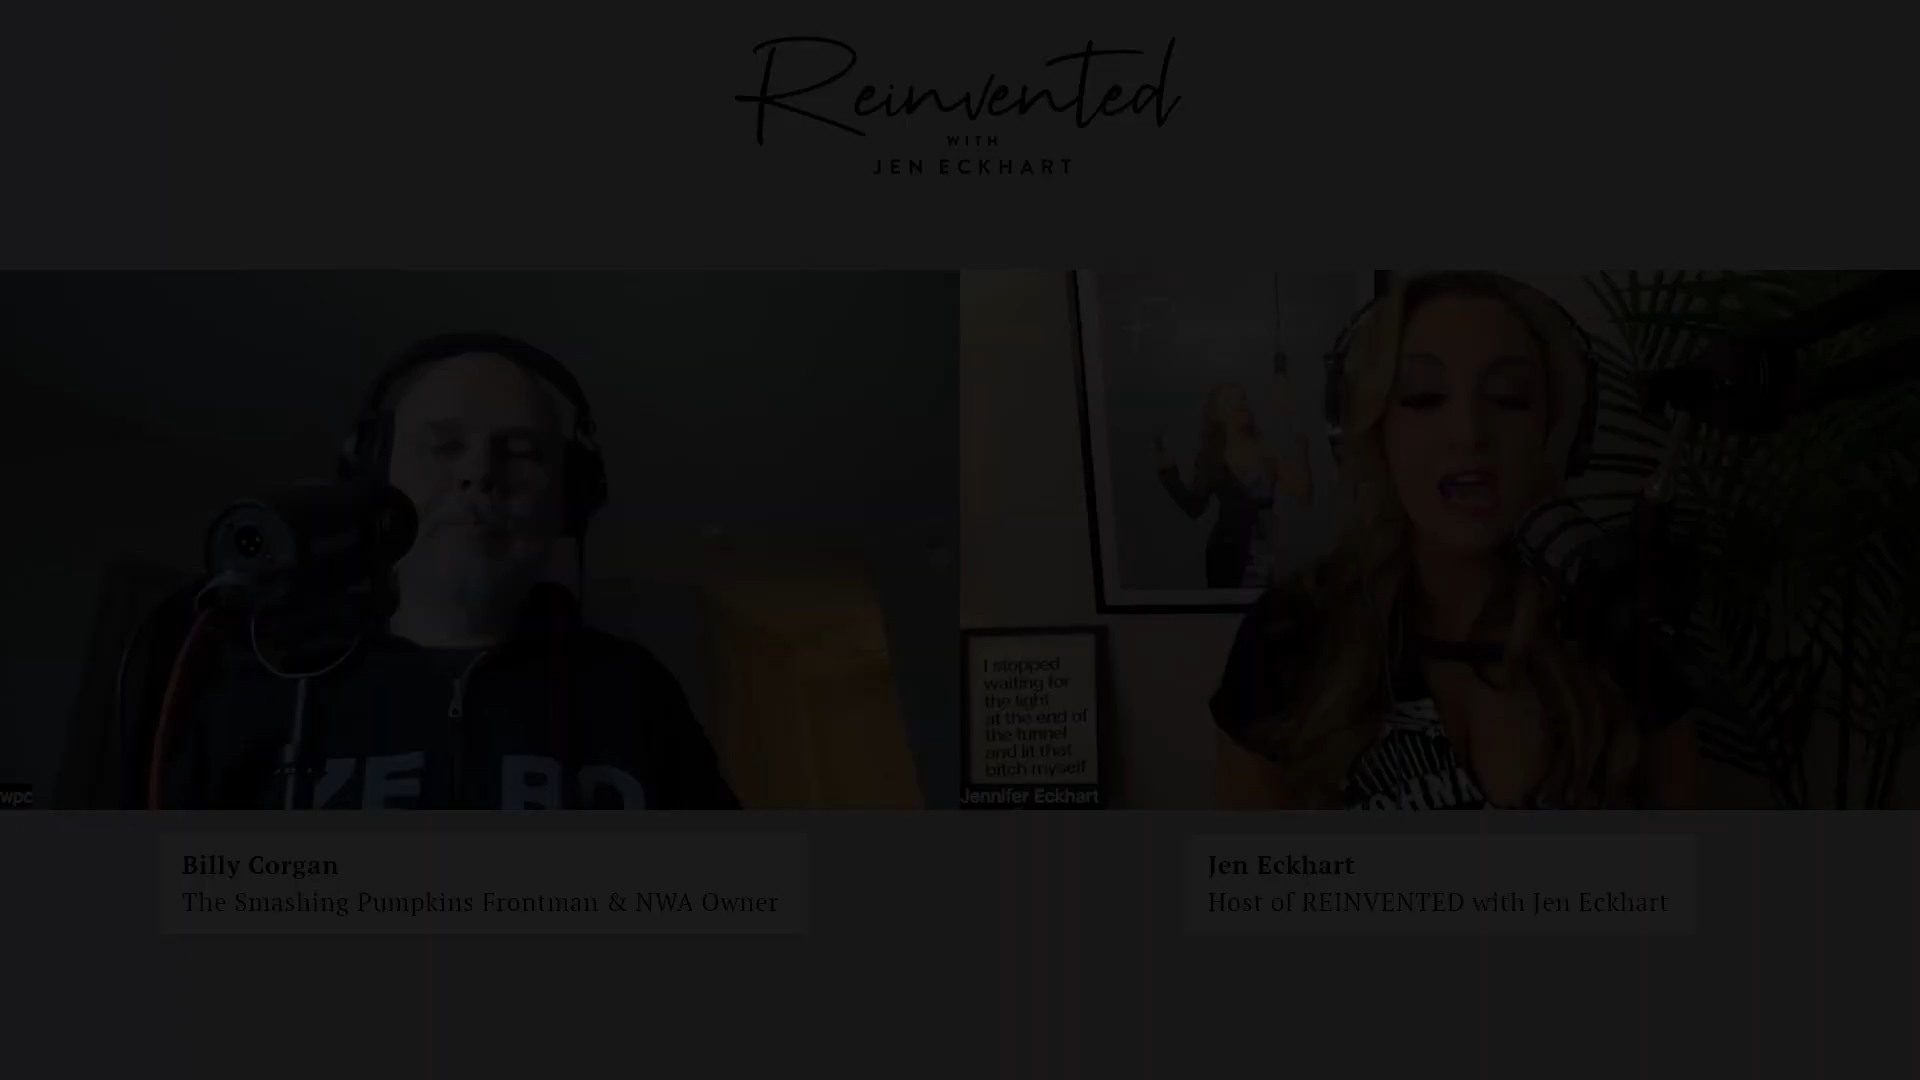 Reinvented
WITH
JEN ECKHART
I stopped
waiting for
the light
at the end of
the tunnel
and lit that
bitch myself
wpc
Jennifer Eckhart
Billy Corgan
The Smashing Pumpkins Frontman & NWA Owner
Jen Eckhart
Host of REINVENTED with Jen Eckhart